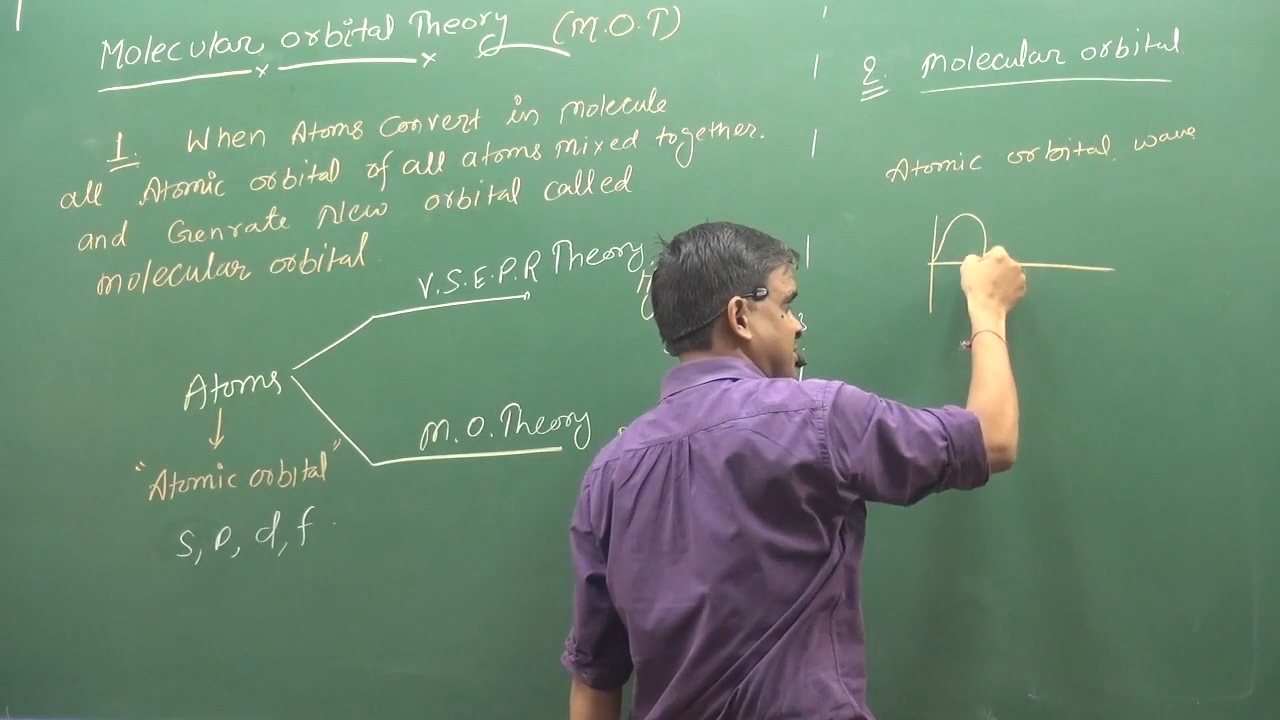 Molecular orbital Theory (M.O.T)
1. When Atoms Convert in molecule
all Atomic orbital of all atoms mixed together.
and Genrate New orbital called
molecular orbital
V.S.E.P.R Theory
Atoms
M.O. Theory
"Atomic orbital"
S, P, d, f
2. Molecular orbital
Atomic orbital wave